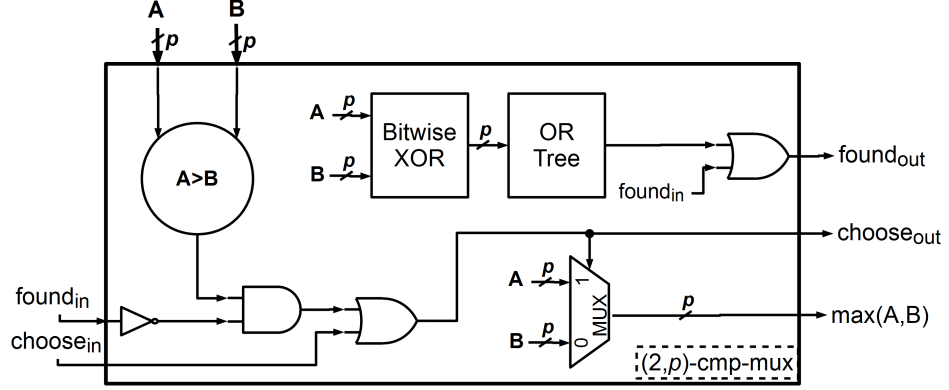 A
B
p
p
A
p
Bitwise
XOR
p
OR
Tree
B
p
A>B
found_in
found_out
choose_out
A
p
1
MUX
0
B
p
p
max(A,B)
found_in
choose_in
(2,p)-cmp-mux